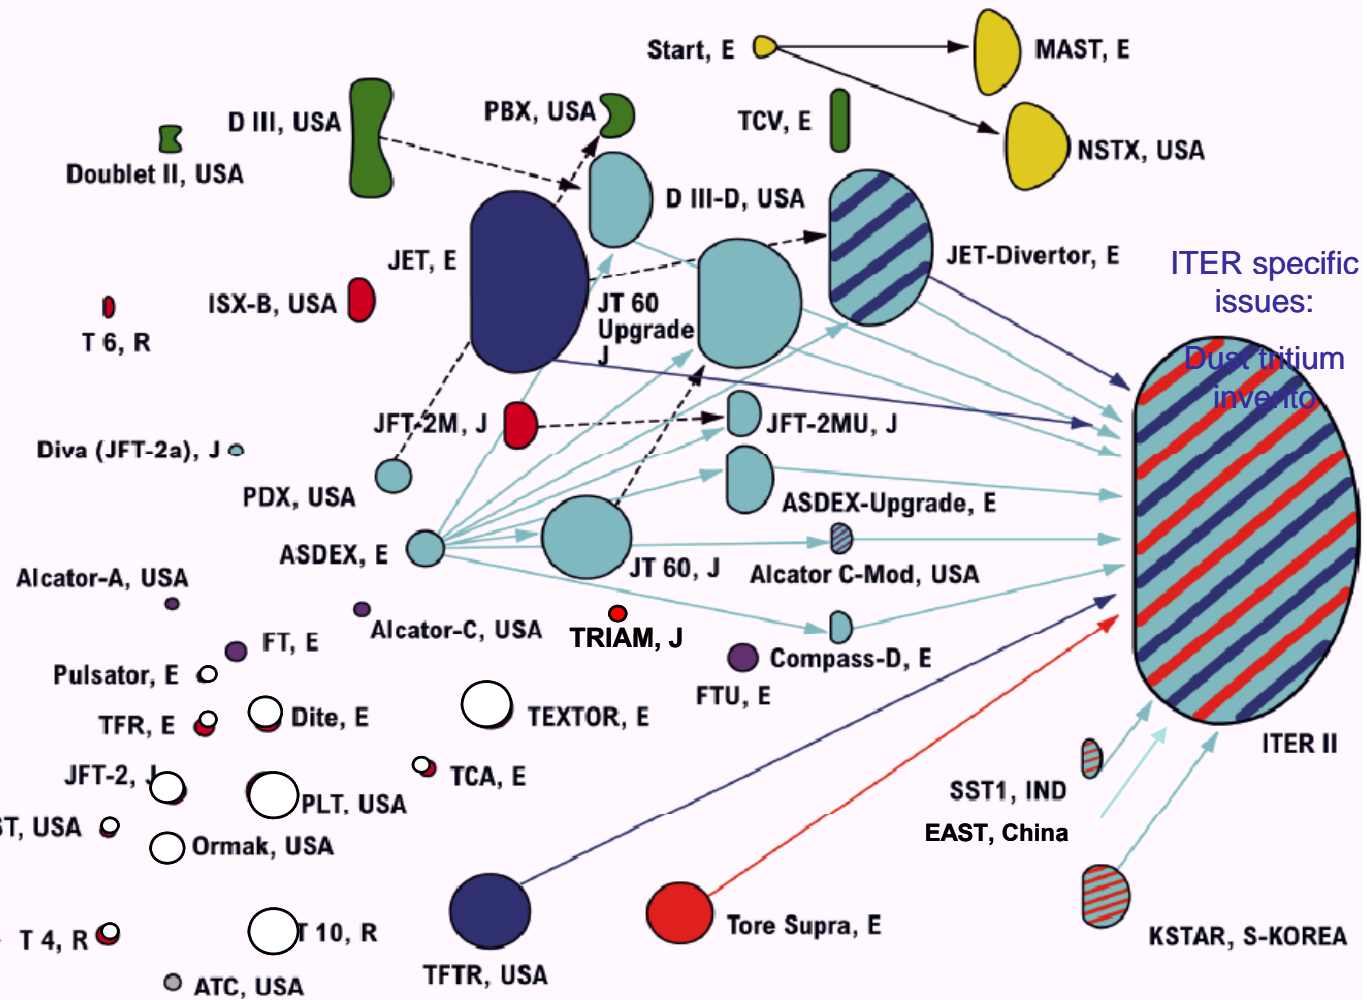 Start, E
MAST, E
PBX, USA
D III, USA
TCV, E
NSTX, USA
Doublet II, USA
D III-D, USA
JET, E
JET-Divertor, E
ITER specific
issues:
ISX-B, USA
JT 60
Upgrade
J
T 6, R
Dust tritium
invento
JFT-2M, J
JFT-2MU, J
Diva (JFT-2a), J
PDX, USA
ASDEX-Upgrade, E
ASDEX, E
JT 60, J
Alcator C-Mod, USA
Alcator-A, USA
Alcator-C, USA
TRIAM, J
FT, E
Compass-D, E
Pulsator, E
FTU, E
TFR, E
Dite, E
TEXTOR, E
ITER II
JFT-2, J
TCA, E
PLT, USA
SST1, IND
ST, USA
EAST, China
Ormak, USA
T 4, R
T 10, R
Tore Supra, E
KSTAR, S-KOREA
TFTR, USA
ATC, USA